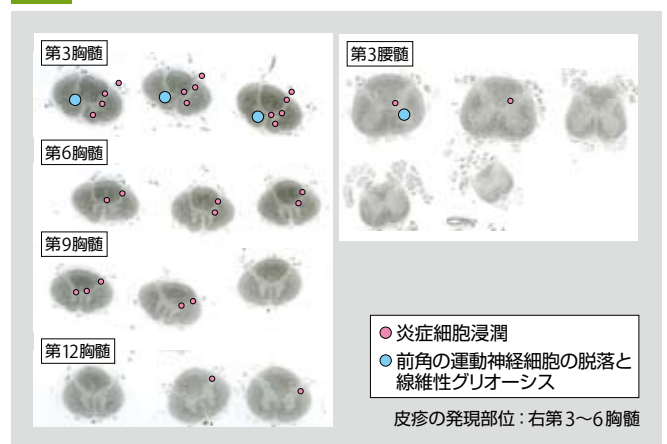 第3胸髄
第6胸髄
第9胸髄
第12胸髄
第3腰髄
炎症細胞浸潤
前角の運動神経細胞の脱落と
線維性グリオーシス
皮疹の発現部位：右第3〜6胸髄